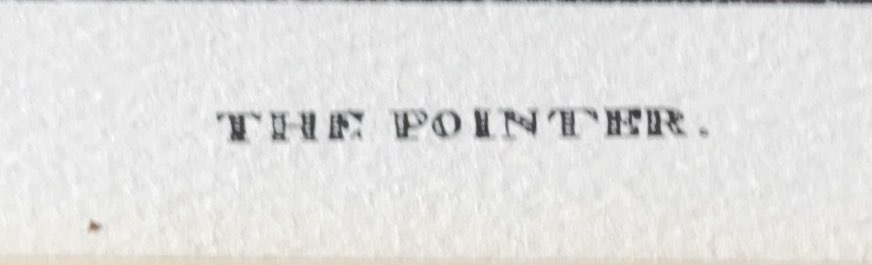 THE POINTER.